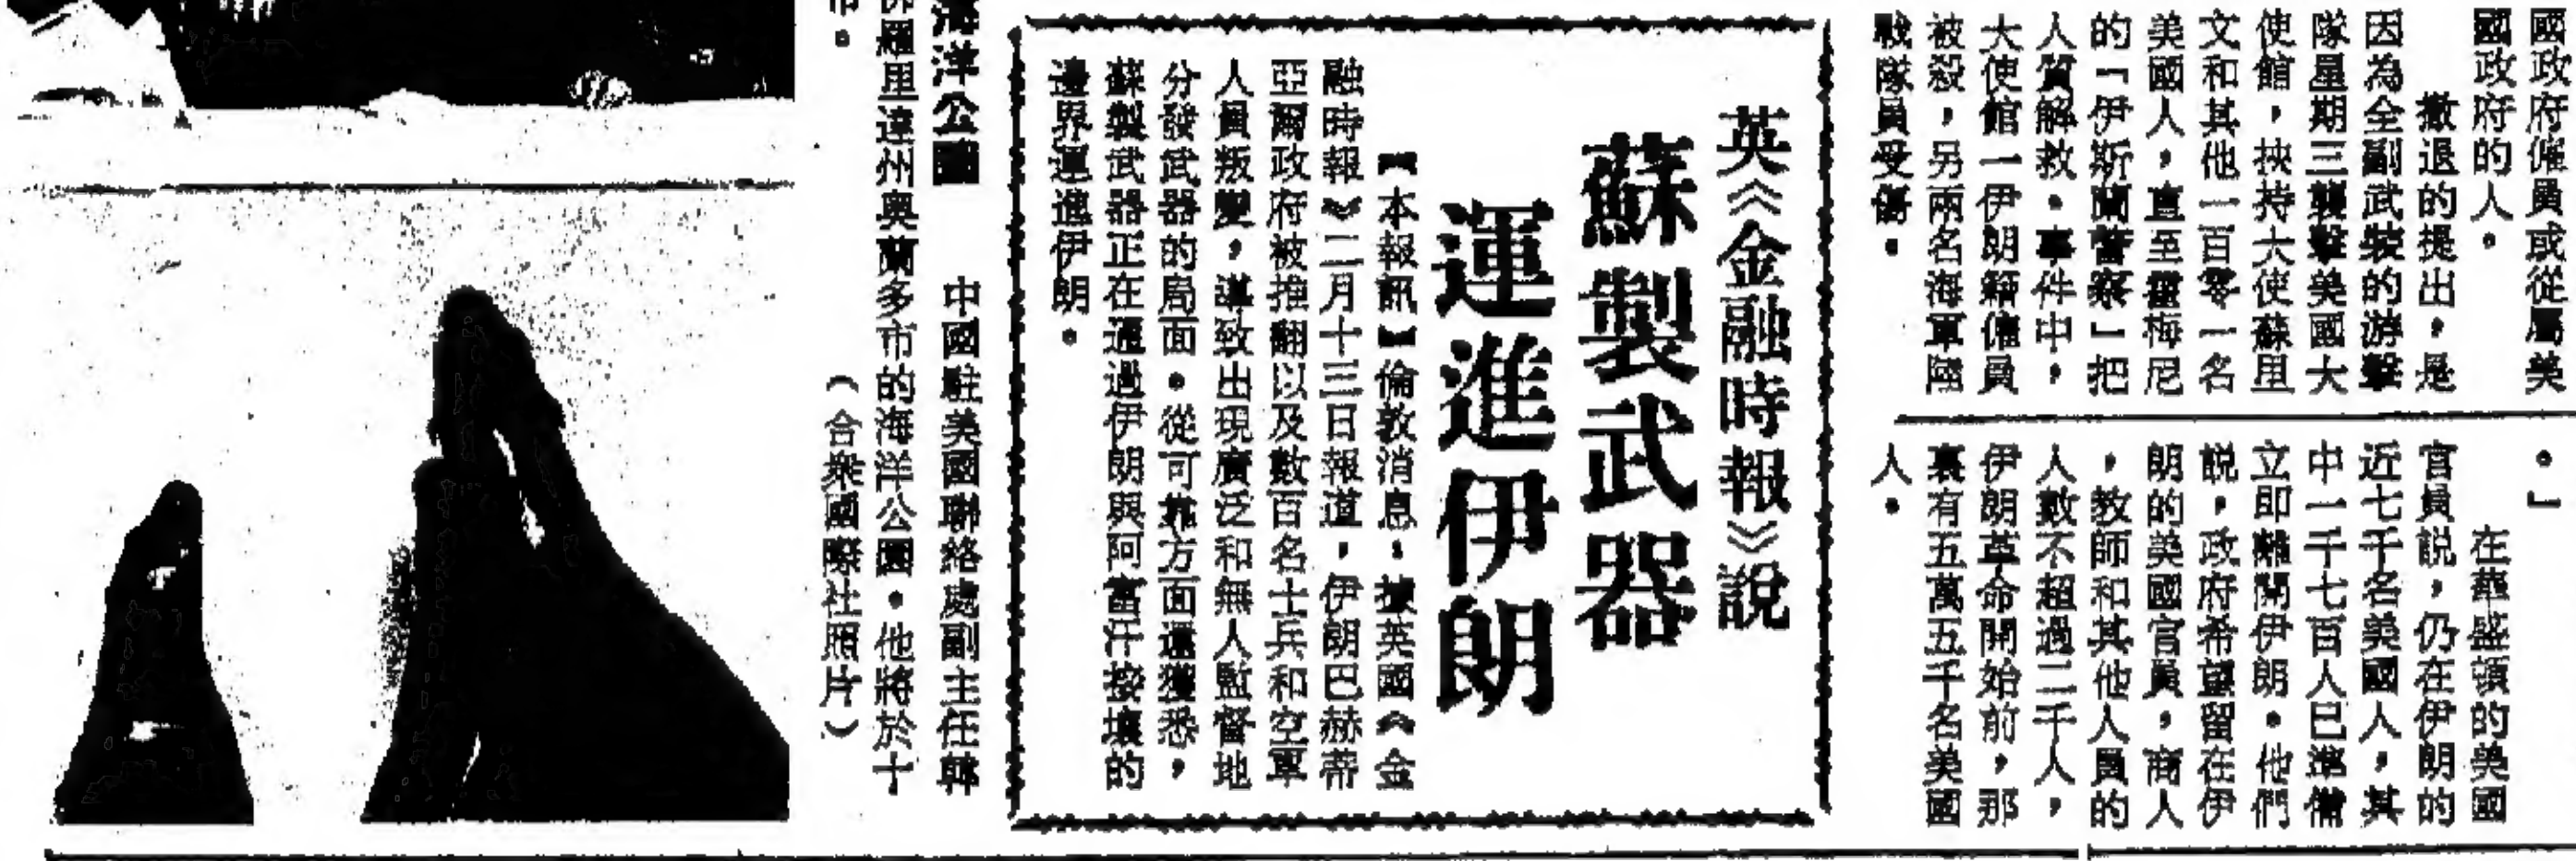 國政府僱員或從屬美
國政府的人。
撤退的提出，是
因為全副武裝的游擊
隊星期三襲擊美國大
使館，挾持大使蘇里
文和其他一百零一名
美國人，直至霍梅尼
的「伊斯蘭警察」把
人質解救。事件中，
大使館一伊朗籍僱員
被殺，另兩名海軍陸
戰隊員受傷。
。」
在華盛頓的美國
官員說，仍在伊朗的
近七千名美國人，其
中一千七百人已準備
立即離開伊朗。他們
說，政府希望留在伊
朗的美國官員，商人
，教師和其他人員的
人數不超過二千人，
伊朗革命開始前，那
裏有五萬五千名美國
人。
英《金融時報》說
蘇製武器
運進伊朗
【本報訊】倫敦消息：據英國《金
融時報》二月十三日報道，伊朗巴赫蒂
亞爾政府被推翻以及數百名士兵和空軍
人員叛變，導致出現廣泛和無人監督地
分發武器的局面。從可靠方面還獲悉，
蘇製武器正在通過伊朗與阿富汗接壤的
邊界運進伊朗。
海洋公園
中國駐美國聯絡處副主任韓
佛羅里達州奧蘭多市的海洋公園。他將於十
市。
（合衆國際社照片）